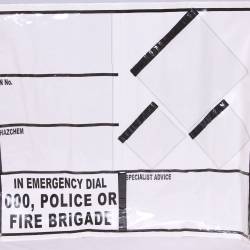 N No.
HAZCHEM
IN EMERGENCY DIAL
000, POLICE OR
FIRE BRIGADE
SPECIALIST ADVICE